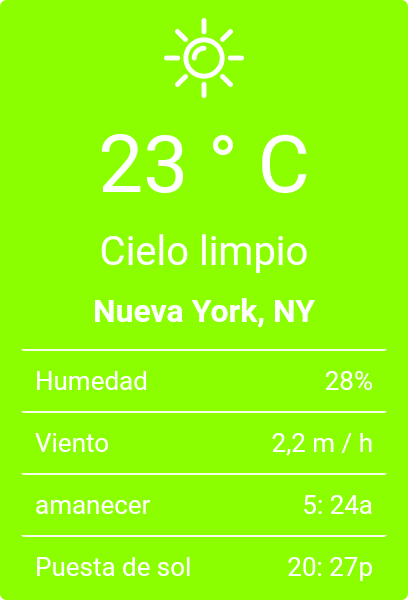 23 ° C
Cielo limpio
Nueva York, NY
Humedad 28%
Viento 2,2 m / h
amanecer 5: 24a
Puesta de sol 20: 27p